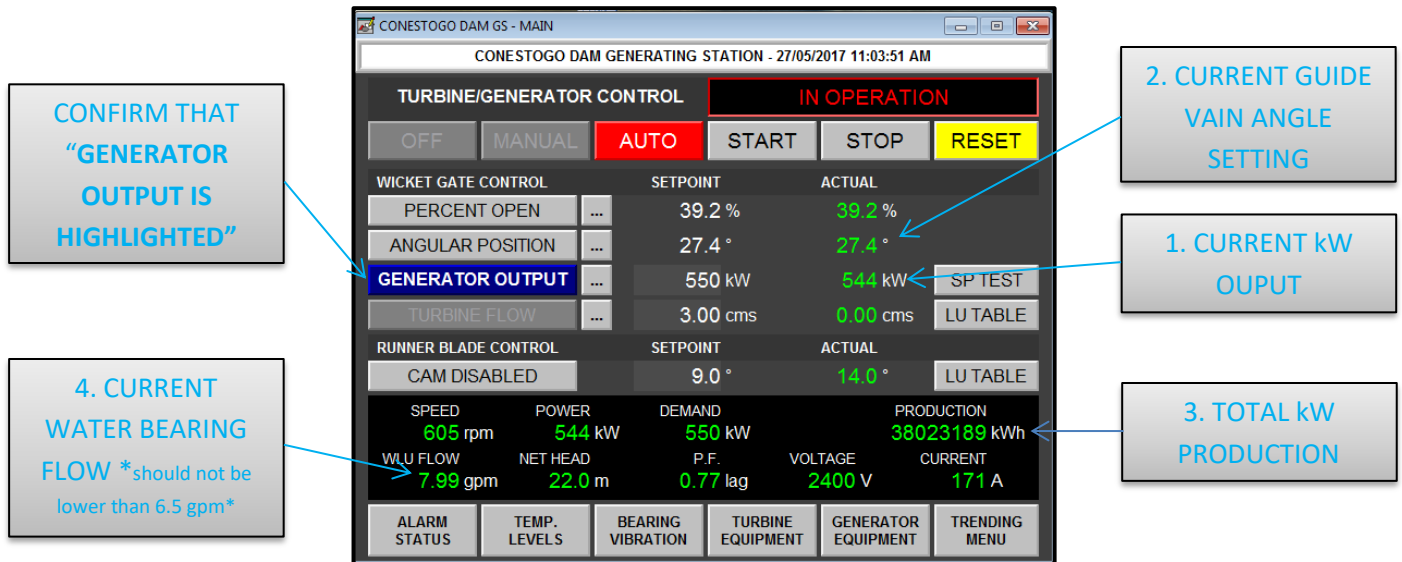 CONESTOGO DAM GS - MAIN
CONESTOGO DAM GENERATING STATION - 27/05/2017 11:03:51 AM
TURBINE/GENERATOR CONTROL IN OPERATION
OFF MANUAL AUTO START STOP RESET
WICKET GATE CONTROL SETPOINT ACTUAL
PERCENT OPEN ... 39.2 % 39.2 %
ANGULAR POSITION ... 27.4 ° 27.4 °
GENERATOR OUTPUT ... 550 kW 544 kW SP TEST
TURBINE FLOW ... 3.00 cms 0.00 cms LU TABLE
RUNNER BLADE CONTROL SETPOINT ACTUAL
CAM DISABLED 9.0 ° 14.0 ° LU TABLE
SPEED POWER DEMAND PRODUCTION
605 rpm 544 kW 550 kW 38023189 kWh
WLU FLOW NET HEAD P.F. VOLTAGE CURRENT
7.99 gpm 22.0 m 0.77 lag 2400 V 171 A
ALARM TEMP. BEARING TURBINE GENERATOR TRENDING
STATUS LEVELS VIBRATION EQUIPMENT EQUIPMENT MENU
CONFIRM THAT
“GENERATOR
OUTPUT IS
HIGHLIGHTED”
4. CURRENT
WATER BEARING
FLOW *should not be
lower than 6.5 gpm*
2. CURRENT GUIDE
VAIN ANGLE
SETTING
1. CURRENT kW
OUPUT
3. TOTAL kW
PRODUCTION